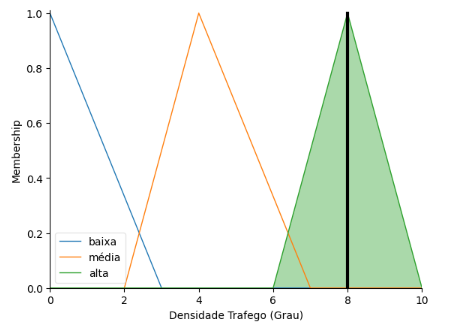 1.0
0.8
0.6
0.4
0.2
0.0
Membership
baixa
média
alta
0 2 4 6 8 10
Densidade Trafego (Grau)